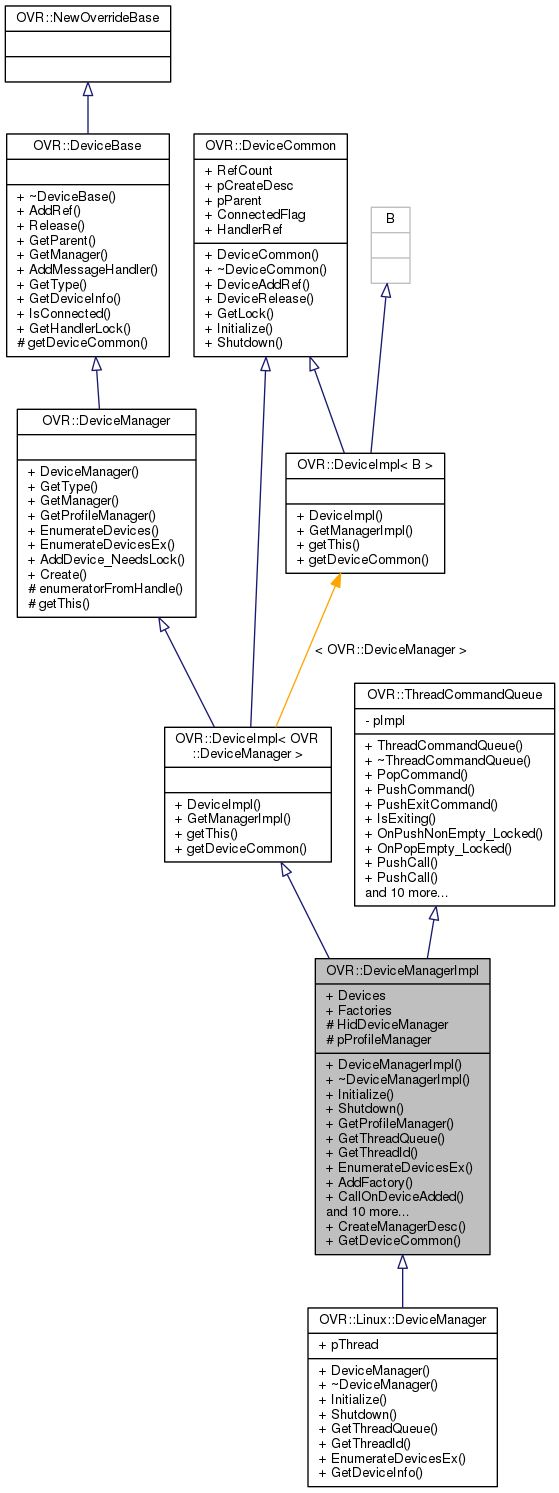 OVR::NewOverrideBase
OVR::DeviceBase
+ ~DeviceBase()
+ AddRef()
+ Release()
+ GetParent()
+ GetManager()
+ AddMessageHandler()
+ GetType()
+ GetDeviceInfo()
+ IsConnected()
+ GetHandlerLock()
# getDeviceCommon()
OVR::DeviceCommon
+ RefCount
+ pCreateDesc
+ pParent
+ ConnectedFlag
+ HandlerRef
+ DeviceCommon()
+ ~DeviceCommon()
+ DeviceAddRef()
+ DeviceRelease()
+ GetLock()
+ Initialize()
+ Shutdown()
B
OVR::DeviceManager
+ DeviceManager()
+ GetType()
+ GetManager()
+ GetProfileManager()
+ EnumerateDevices()
+ EnumerateDevicesEx()
+ AddDevice_NeedsLock()
+ Create()
# enumeratorFromHandle()
# getThis()
OVR::DeviceImpl< B >
+ DeviceImpl()
+ GetManagerImpl()
+ getThis()
+ getDeviceCommon()
< OVR::DeviceManager >
OVR::DeviceImpl< OVR
::DeviceManager >
+ DeviceImpl()
+ GetManagerImpl()
+ getThis()
+ getDeviceCommon()
OVR::ThreadCommandQueue
- pImpl
+ ThreadCommandQueue()
+ ~ThreadCommandQueue()
+ PopCommand()
+ PushCommand()
+ PushExitCommand()
+ IsExiting()
+ OnPushNonEmpty_Locked()
+ OnPopEmpty_Locked()
+ PushCall()
+ PushCall()
and 10 more...
OVR::DeviceManagerImpl
+ Devices
+ Factories
# HidDeviceManager
# pProfileManager
+ DeviceManagerImpl()
+ ~DeviceManagerImpl()
+ Initialize()
+ Shutdown()
+ GetProfileManager()
+ GetThreadQueue()
+ GetThreadId()
+ EnumerateDevicesEx()
+ AddFactory()
+ CallOnDeviceAdded()
and 10 more...
+ CreateManagerDesc()
+ GetDeviceCommon()
OVR::Linux::DeviceManager
+ pThread
+ DeviceManager()
+ ~DeviceManager()
+ Initialize()
+ Shutdown()
+ GetThreadQueue()
+ GetThreadId()
+ EnumerateDevicesEx()
+ GetDeviceInfo()